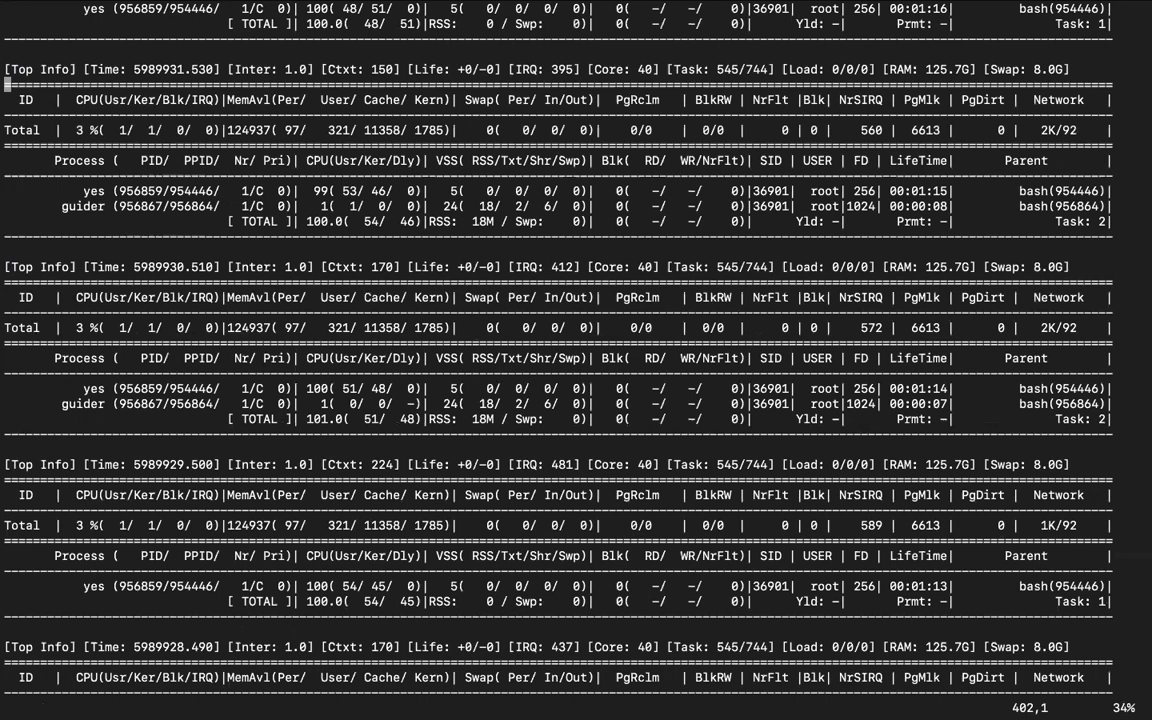 yes (956859/954446/    1/C  0)| 100( 48/ 51/  0)|   5(   0/  0/  0/  0)|   0(   -/   -/    0)|36901|  root| 256| 00:01:16|          bash(954446)
[ TOTAL ]| 100.0(  48/  51)|RSS:    0 / Swp:    0)|   0(   -/   -/    0)|      Yld: -|      Prmt: -|          Task: 1|
[Top Info] [Time: 5989931.530] [Inter: 1.0] [Ctxt: 150] [Life: +0/-0] [IRQ: 395] [Core: 40] [Task: 545/744] [Load: 0/0/0] [RAM: 125.7G] [Swap: 8.0G]
ID   |  CPU(Usr/Ker/Blk/IRQ)|MemAvl(Per/   User/ Cache/ Kern)|  Swap( Per/  In/Out)|   PgRclm   |  BlkRW  |  NrFlt  |Blk|  NrSIRQ  |  PgMlk  |  PgDirt  |   Network   |
Total  |  3 %(  1/  1/  0/  0)|124937( 97/    321/ 11358/ 1785)|     0(   0/  0/  0)|     0/0    |   0/0   |       0 | 0 |      560 |   6613 |       0 |    2K/92    |
Process (   PID/   PPID/   Nr/ Pri)| CPU(Usr/Ker/Dly)| VSS( RSS/Txt/Shr/Swp)| Blk(   RD/   WR/NrFlt)| SID | USER |  FD | LifeTime|       Parent       |
yes (956859/954446/    1/C  0)|  99( 53/ 46/  0)|   5(   0/  0/  0/  0)|   0(   -/   -/    0)|36901|  root| 256| 00:01:15|          bash(954446)
guider (956867/956864/    1/C  0)|   1(  1/  0/  0)|  24(  18/  2/  6/  0)|   0(   -/   -/    0)|36901|  root|1024| 00:00:08|          bash(956864)
[ TOTAL ]| 100.0(  54/  46)|RSS:  18M / Swp:    0)|   0(   -/   -/    0)|      Yld: -|      Prmt: -|          Task: 2|
[Top Info] [Time: 5989930.510] [Inter: 1.0] [Ctxt: 170] [Life: +0/-0] [IRQ: 412] [Core: 40] [Task: 545/744] [Load: 0/0/0] [RAM: 125.7G] [Swap: 8.0G]
ID   |  CPU(Usr/Ker/Blk/IRQ)|MemAvl(Per/   User/ Cache/ Kern)|  Swap( Per/  In/Out)|   PgRclm   |  BlkRW  |  NrFlt  |Blk|  NrSIRQ  |  PgMlk  |  PgDirt  |   Network   |
Total  |  3 %(  1/  1/  0/  0)|124937( 97/    321/ 11358/ 1785)|     0(   0/  0/  0)|     0/0    |   0/0   |       0 | 0 |      572 |   6613 |       0 |    2K/92    |
Process (   PID/   PPID/   Nr/ Pri)| CPU(Usr/Ker/Dly)| VSS( RSS/Txt/Shr/Swp)| Blk(   RD/   WR/NrFlt)| SID | USER |  FD | LifeTime|       Parent       |
yes (956859/954446/    1/C  0)| 100( 51/ 48/  0)|   5(   0/  0/  0/  0)|   0(   -/   -/    0)|36901|  root| 256| 00:01:14|          bash(954446)
guider (956867/956864/    1/C  0)|   1(  0/  0/  -)|  24(  18/  2/  6/  0)|   0(   -/   -/    0)|36901|  root|1024| 00:00:07|          bash(956864)
[ TOTAL ]| 101.0(  51/  48)|RSS:  18M / Swp:    0)|   0(   -/   -/    0)|      Yld: -|      Prmt: -|          Task: 2|
[Top Info] [Time: 5989929.500] [Inter: 1.0] [Ctxt: 224] [Life: +0/-0] [IRQ: 481] [Core: 40] [Task: 545/744] [Load: 0/0/0] [RAM: 125.7G] [Swap: 8.0G]
ID   |  CPU(Usr/Ker/Blk/IRQ)|MemAvl(Per/   User/ Cache/ Kern)|  Swap( Per/  In/Out)|   PgRclm   |  BlkRW  |  NrFlt  |Blk|  NrSIRQ  |  PgMlk  |  PgDirt  |   Network   |
Total  |  3 %(  1/  1/  0/  0)|124937( 97/    321/ 11358/ 1785)|     0(   0/  0/  0)|     0/0    |   0/0   |       0 | 0 |      589 |   6613 |       0 |    1K/92    |
Process (   PID/   PPID/   Nr/ Pri)| CPU(Usr/Ker/Dly)| VSS( RSS/Txt/Shr/Swp)| Blk(   RD/   WR/NrFlt)| SID | USER |  FD | LifeTime|       Parent       |
yes (956859/954446/    1/C  0)| 100( 54/ 45/  0)|   5(   0/  0/  0/  0)|   0(   -/   -/    0)|36901|  root| 256| 00:01:13|          bash(954446)
[ TOTAL ]| 100.0(  54/  45)|RSS:    0 / Swp:    0)|   0(   -/   -/    0)|      Yld: -|      Prmt: -|          Task: 1|
[Top Info] [Time: 5989928.490] [Inter: 1.0] [Ctxt: 170] [Life: +0/-0] [IRQ: 437] [Core: 40] [Task: 545/744] [Load: 0/0/0] [RAM: 125.7G] [Swap: 8.0G]
ID   |  CPU(Usr/Ker/Blk/IRQ)|MemAvl(Per/   User/ Cache/ Kern)|  Swap( Per/  In/Out)|   PgRclm   |  BlkRW  |  NrFlt  |Blk|  NrSIRQ  |  PgMlk  |  PgDirt  |   Network   |
402,1          34%